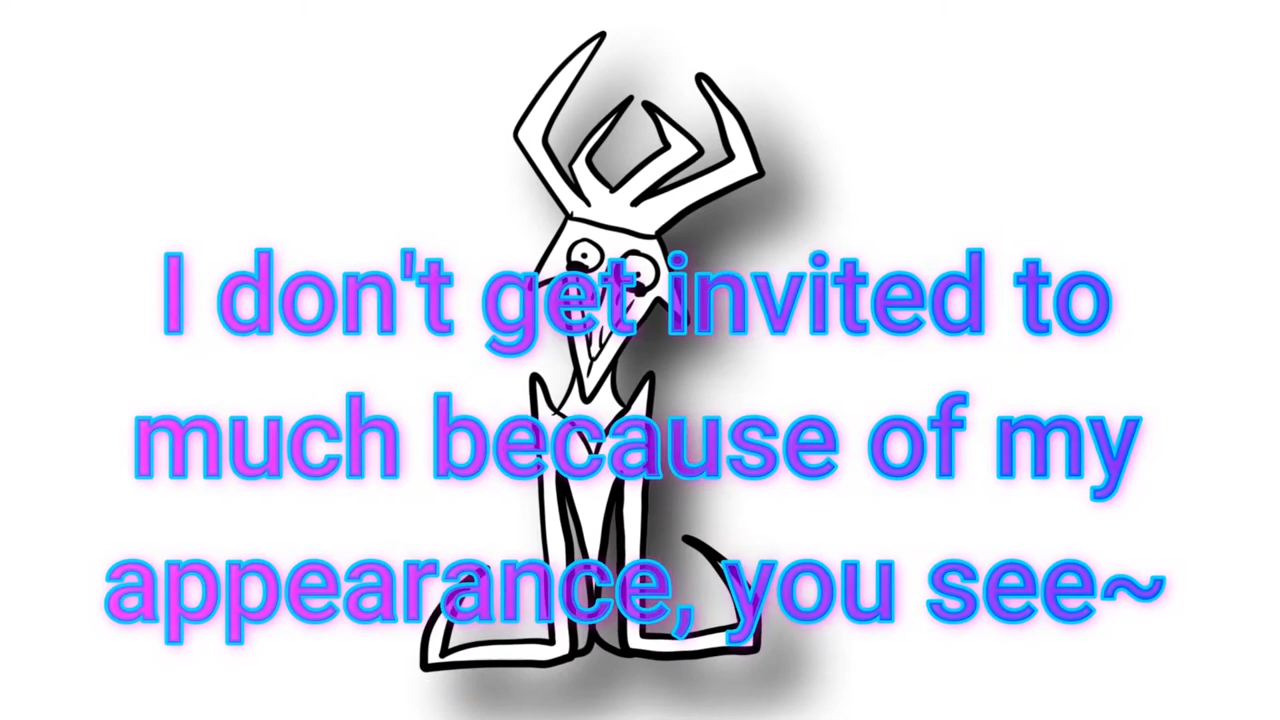 I don't get invited to
much because of my
appearance, you see~